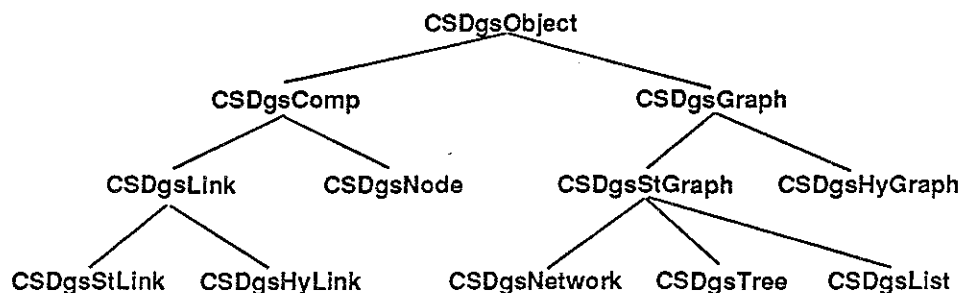 CSDgsObject
CSDgsComp CSDgsGraph
CSDgsLink CSDgsNode CSDgsStGraph CSDgsHyGraph
CSDgsStLink CSDgsHyLink CSDgsNetwork CSDgsTree CSDgsList